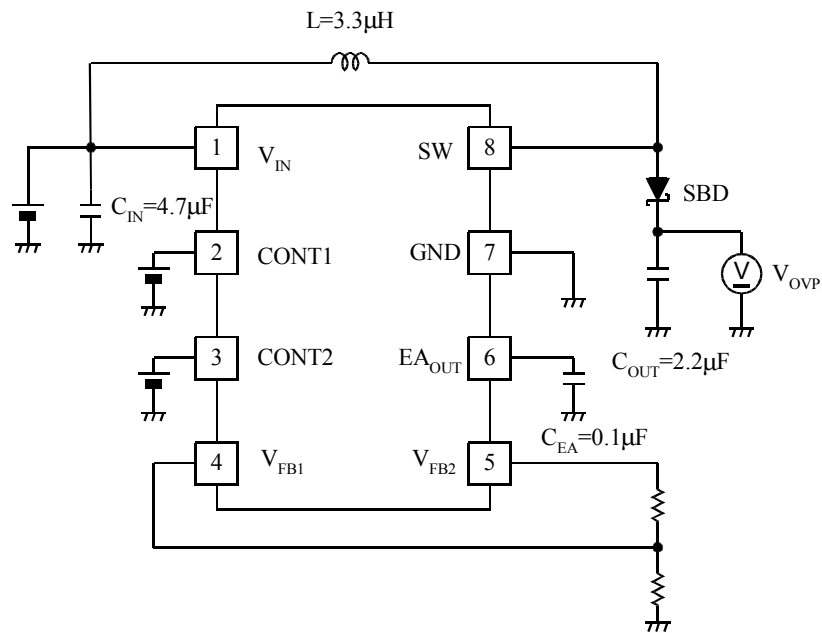 L=3.3μH
1
V_IN
SW
8
SBD
C_IN=4.7μF
2
CONT1
GND
7
V
V_OVP
3
CONT2
EA_OUT
6
C_OUT=2.2μF
C_EA=0.1μF
4
V_FB1
V_FB2
5